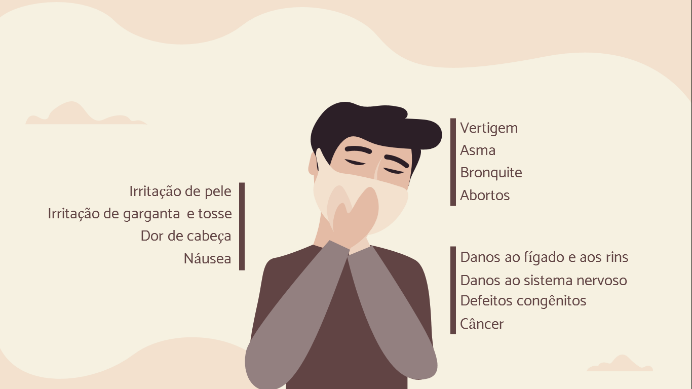 Irritação de pele
Irritação de garganta e tosse
Dor de cabeça
Náusea
Vertigem
Asma
Bronquite
Abortos
Danos ao fígado e aos rins
Danos ao sistema nervoso
Defeitos congênitos
Câncer